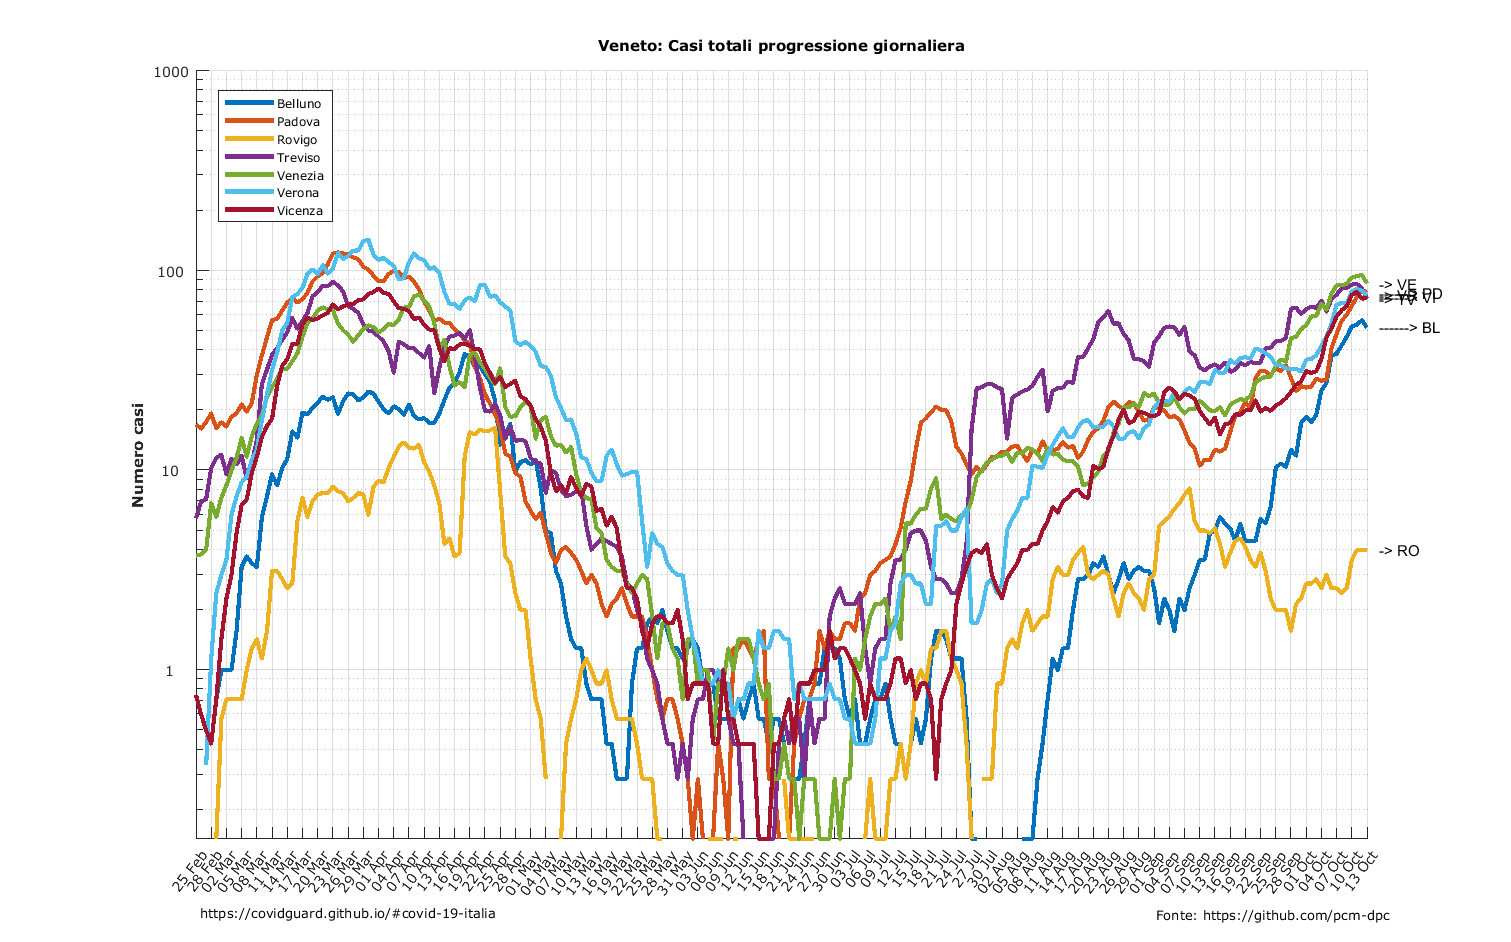 Veneto: Casi totali progressione giornaliera
1000
100
10
1
Numero casi
Belluno
Padova
Rovigo
Treviso
Venezia
Verona
Vicenza
-> VE
PD
VI
------> BL
-> RO
25 Feb
28 Feb
02 Mar
05 Mar
08 Mar
11 Mar
14 Mar
17 Mar
20 Mar
23 Mar
26 Mar
29 Mar
01 Apr
04 Apr
07 Apr
10 Apr
13 Apr
16 Apr
19 Apr
22 Apr
25 Apr
28 Apr
01 May
04 May
07 May
10 May
13 May
16 May
19 May
22 May
25 May
28 May
31 May
03 Jun
06 Jun
09 Jun
12 Jun
15 Jun
18 Jun
21 Jun
24 Jun
27 Jun
30 Jun
03 Jul
06 Jul
09 Jul
12 Jul
15 Jul
18 Jul
21 Jul
24 Jul
27 Jul
30 Jul
02 Aug
05 Aug
08 Aug
11 Aug
14 Aug
17 Aug
20 Aug
23 Aug
26 Aug
29 Aug
01 Sep
04 Sep
07 Sep
10 Sep
13 Sep
16 Sep
19 Sep
22 Sep
25 Sep
28 Sep
01 Oct
04 Oct
07 Oct
10 Oct
13 Oct
https://covidguard.github.io/#covid-19-italia
Fonte: https://github.com/pcm-dpc